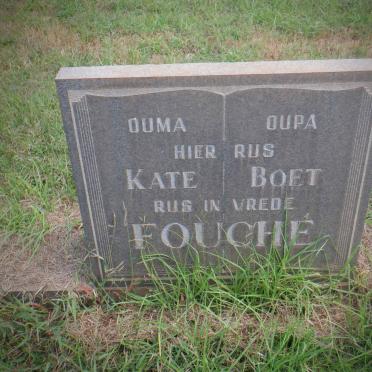 OUMA OUPA
HIER RUS
KATE BOET
RUS IN VREDE
FOUCHÉ